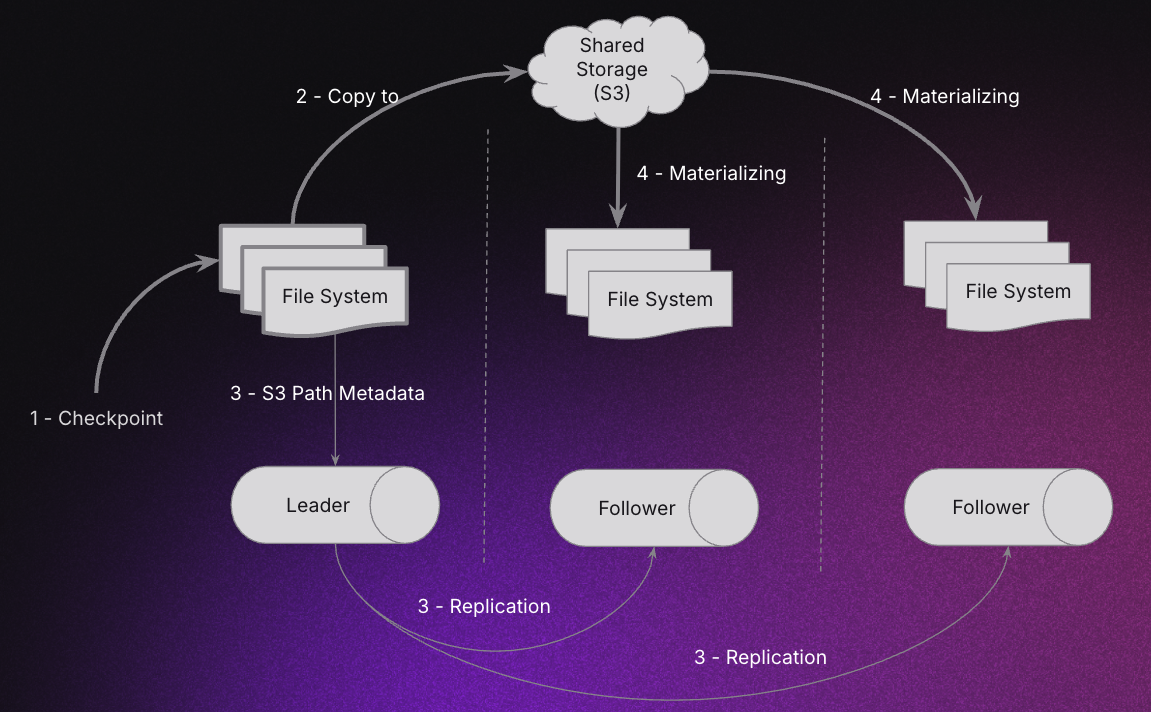 Shared
Storage
(S3)
2 - Copy to
4 - Materializing
4 - Materializing
File System
File System
File System
3 - S3 Path Metadata
1 - Checkpoint
Leader
Follower
Follower
3 - Replication
3 - Replication